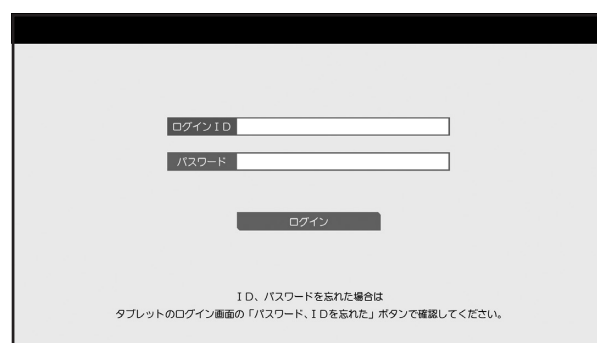 ログインＩＤ
パスワード
ログイン
ＩＤ、パスワードを忘れた場合は
タブレットのログイン画面の「パスワード、ＩＤを忘れた」ボタンで確認してください。